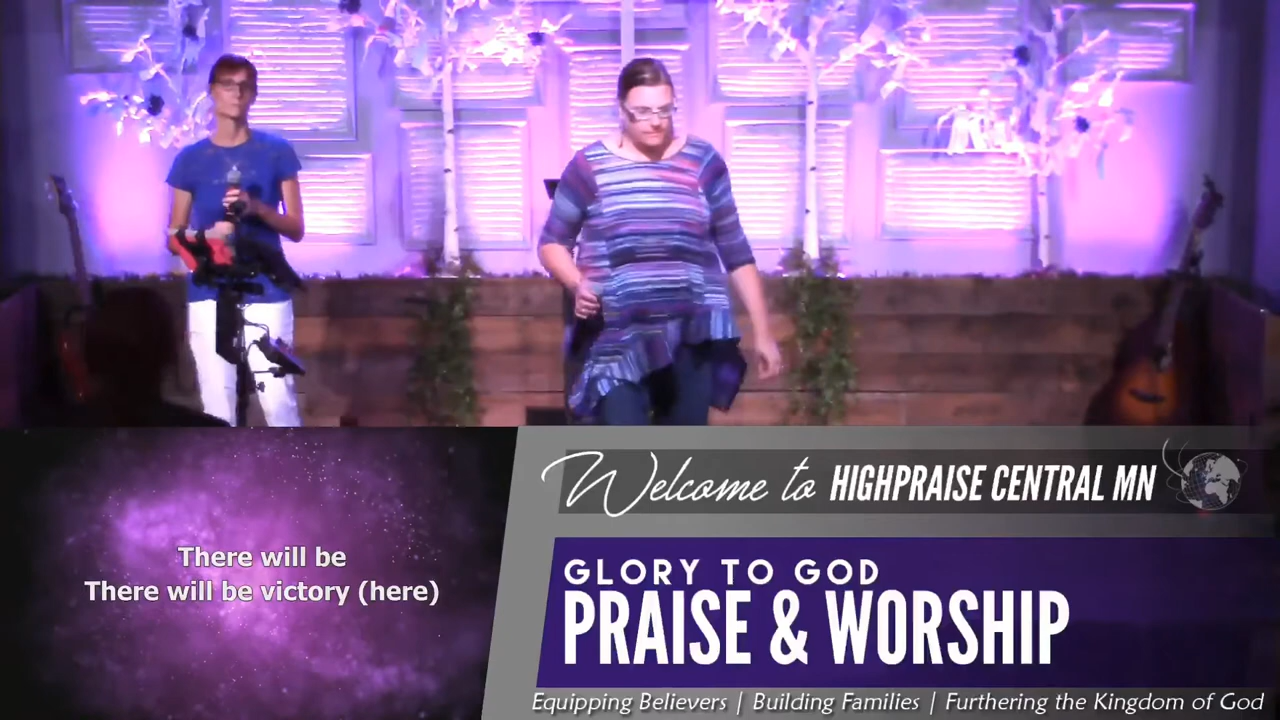 There will be
There will be victory (here)
Welcome to HIGHPRAISE CENTRAL MN
GLORY TO GOD
PRAISE & WORSHIP
Equipping Believers | Building Families | Furthering the Kingdom of God